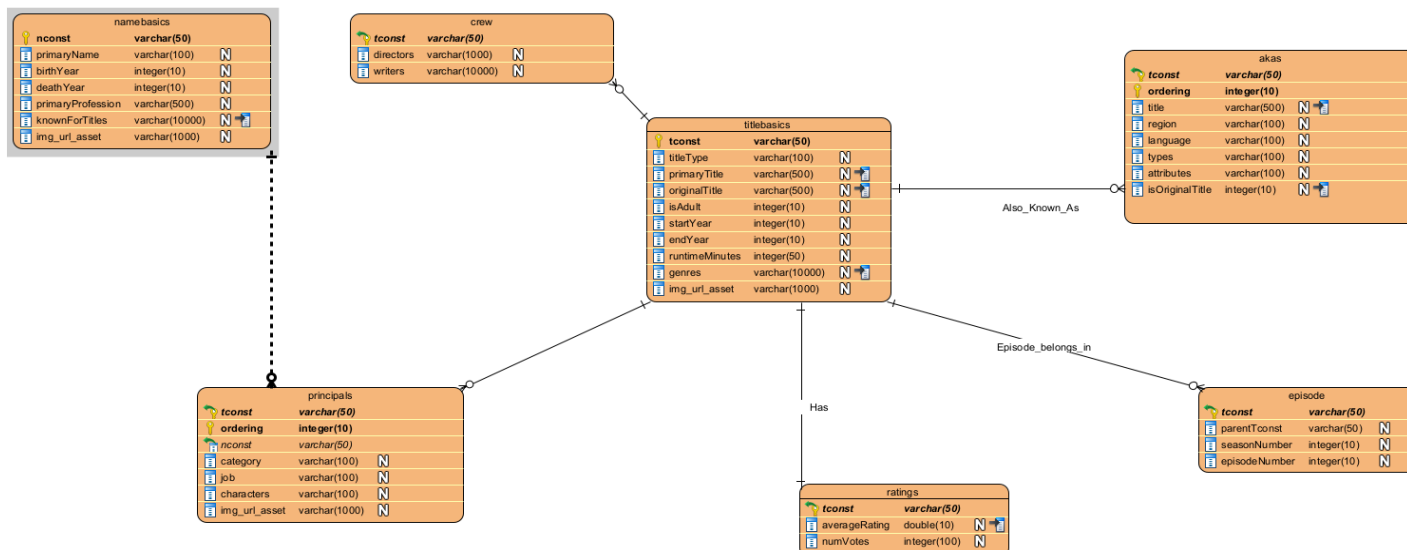 namebasics
nconst varchar(50)
primaryName varchar(100) N
birthYear integer(10) N
deathYear integer(10) N
primaryProfession varchar(500) N
knownForTitles varchar(10000) N
img_url_asset varchar(1000) N
crew
tconst varchar(50)
directors varchar(1000) N
writers varchar(10000) N
akas
tconst varchar(50)
ordering integer(10)
title varchar(500) N
region varchar(100) N
language varchar(100) N
types varchar(100) N
attributes varchar(100) N
isOriginalTitle integer(10) N
titlebasics
tconst varchar(50)
titleType varchar(100) N
primaryTitle varchar(500) N
originalTitle varchar(500) N
isAdult integer(10) N
startYear integer(10) N
endYear integer(10) N
runtimeMinutes integer(50) N
genres varchar(10000) N
img_url_asset varchar(1000) N
Also_Known_As
Episode_belongs_in
Has
principals
tconst varchar(50)
ordering integer(10)
nconst varchar(50)
category varchar(100) N
job varchar(100) N
characters varchar(100) N
img_url_asset varchar(1000) N
episode
tconst varchar(50)
parentTconst varchar(50) N
seasonNumber integer(10) N
episodeNumber integer(10) N
ratings
tconst varchar(50)
averageRating double(10) N
numVotes integer(100) N